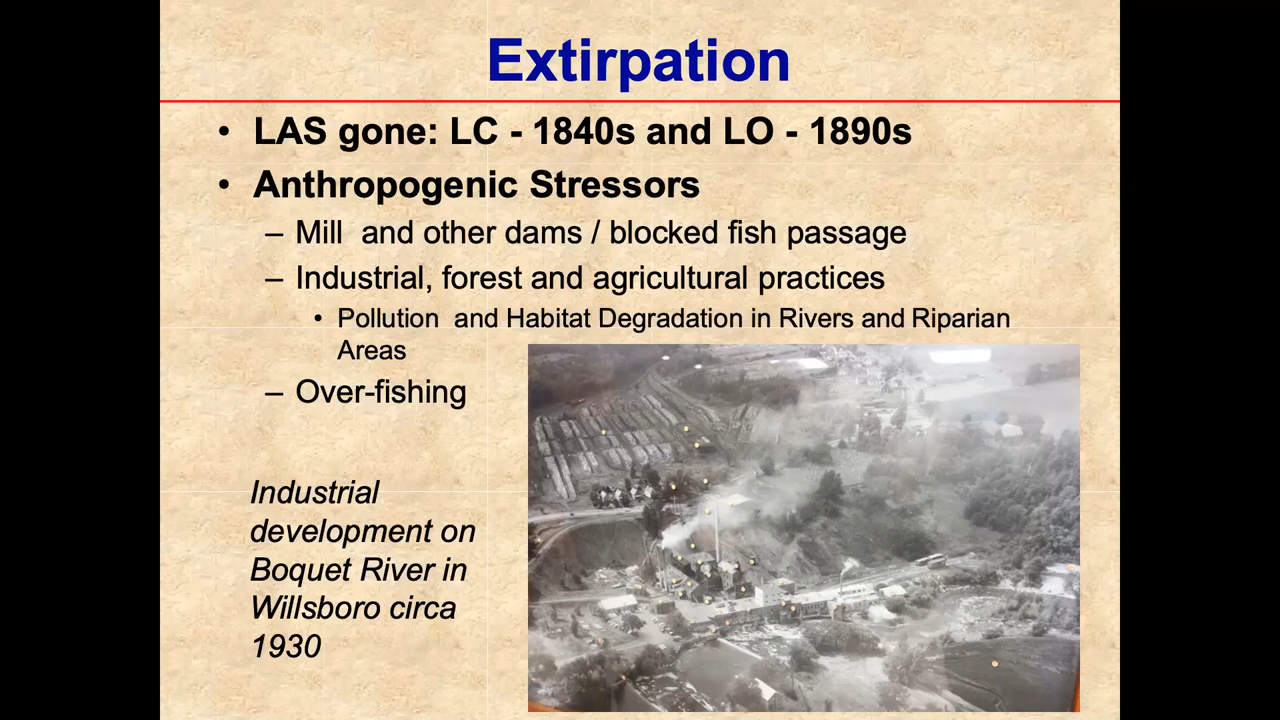 Extirpation
• LAS gone: LC - 1840s and LO - 1890s
• Anthropogenic Stressors
– Mill  and other dams / blocked fish passage
– Industrial, forest and agricultural practices
• Pollution  and Habitat Degradation in Rivers and Riparian
Areas
– Over-fishing
Industrial
development on
Boquet River in
Willsboro circa
1930